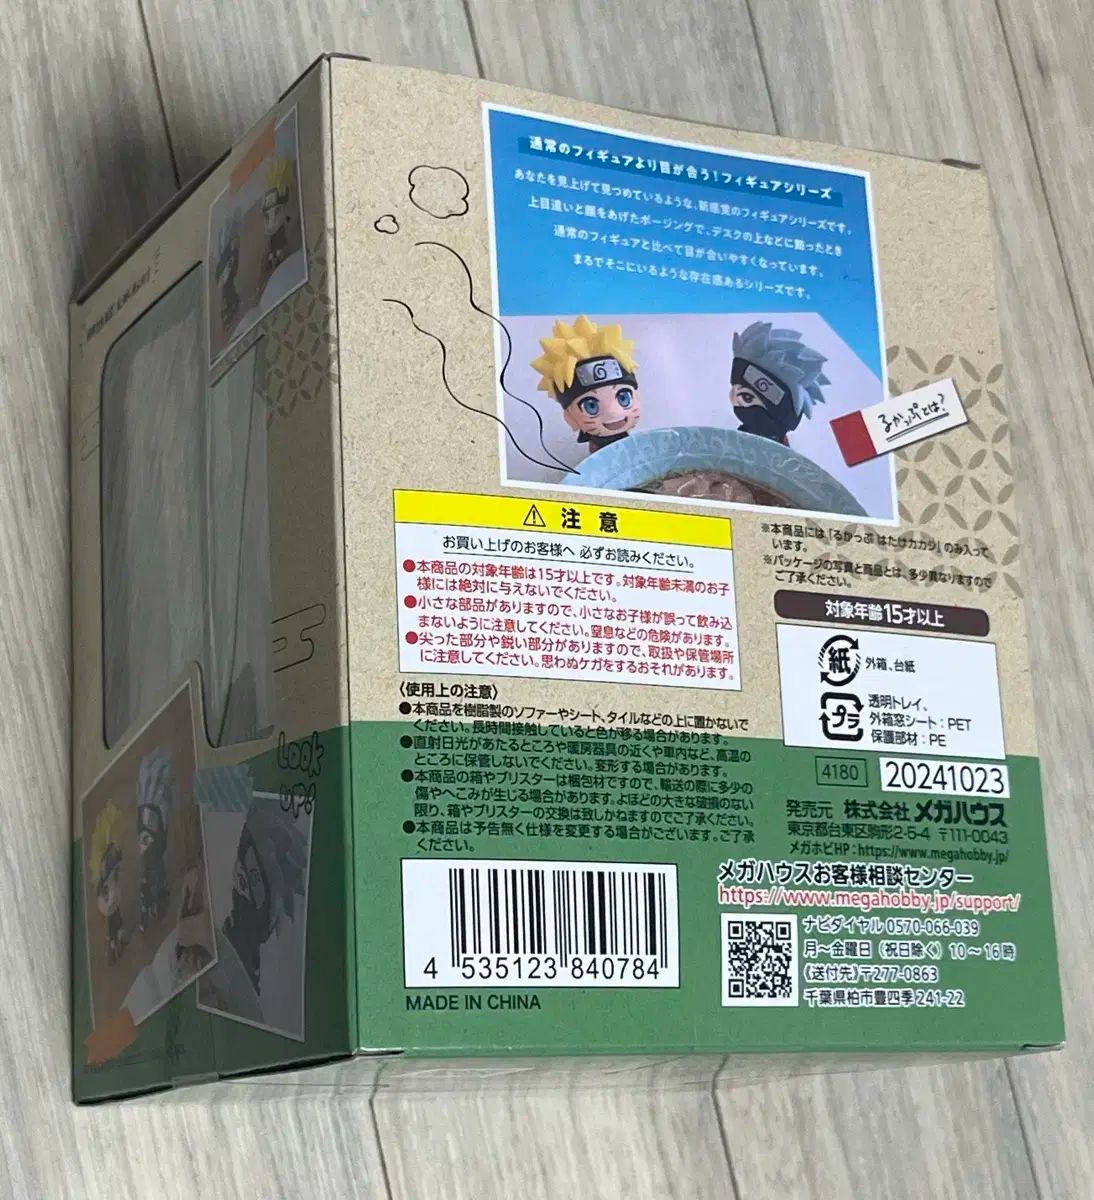 通常のフィギュアより目が合う！フィギュアシリーズ
あなたを見上げて見つめているような、新感覚のフィギュアシリーズです。
上目遣いと顔をあげたポージングで、デスクの上などに飾ったとき
通常のフィギュアと比べて目が合いやすくなっています。
まるでそこにいるような存在感あるシリーズです。
るかっぷとは?
注意
お買い上げのお客様へ 必ずお読みください。
●本商品の対象年齢は15才以上です。対象年齢未満のお子
様には絶対に与えないでください。
●小さな部品がありますので、小さなお子様が誤って飲み込
まないように注意してください。窒息などの危険があります。
●尖った部分や鋭い部分がありますので、取扱や保管場所
に注意してください。思わぬケガをするおそれがあります。
〈使用上の注意〉
●本商品を樹脂製のソファーやシート、タイルなどの上に置かないで
ください。長時間接触していると色が移る場合があります。
●直射日光があたるところや暖房器具の近くや車内など、高温の
ところに保管しないでください。変形する場合があります。
●本商品の箱やブリスターは梱包材ですので、輸送の際に多少の
傷やへこみが生じる場合があります。よほどの大きな破損のない
限り、箱やブリスターの交換は致しかねますのでご了承ください。
●本商品は予告無く仕様を変更する場合がございます。ご了承
ください。
※本商品には「るかっぷ はたけカカシ」のみ入って
います。
※パッケージの写真と商品とは、多少異なりますので
ご了承ください。
対象年齢15才以上
紙 外箱、台紙
プラ 透明トレイ、
外箱窓シート：PET
保護部材：PE
4180 20241023
発売元 株式会社 メガハウス
東京都台東区駒形2-5-4 〒111-0043
メガホビHP：https://www.megahobby.jp/
メガハウスお客様相談センター
https://www.megahobby.jp/support/
ナビダイヤル 0570-066-039
月～金曜日（祝日除く）10～16時
《送付先》〒277-0863
千葉県柏市豊四季241-22
4 535123 840784
MADE IN CHINA
LOOK
UP!